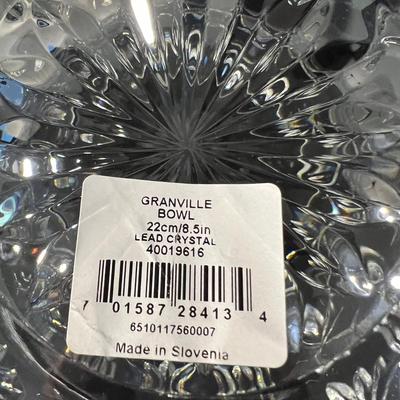 GRANVILLE
BOWL
22cm/8.5in
LEAD CRYSTAL
40019616
7 01587 28413 4
6510117560007
Made in Slovenia